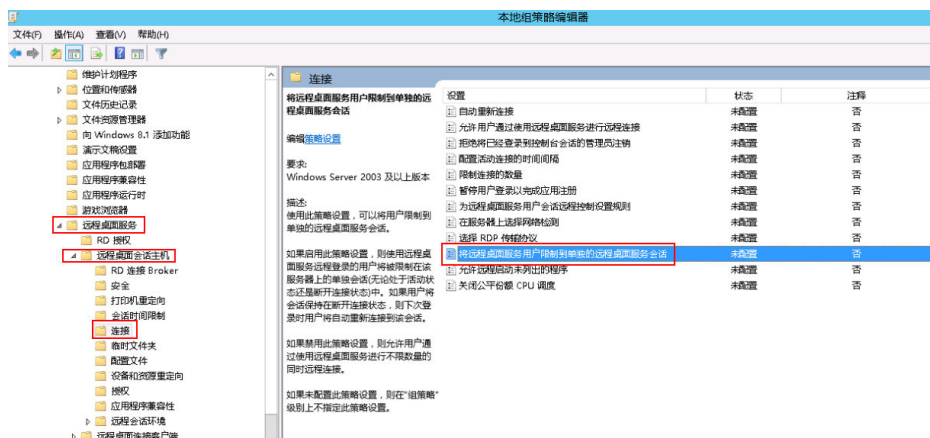 本地组策略编辑器
文件(F) 操作(A) 查看(V) 帮助(H)
维护计划程序
位置和传感器
文件历史记录
文件资源管理器
向 Windows 8.1 添加功能
演示文稿设置
应用程序包部署
应用程序兼容性
应用程序运行时
游戏浏览器
远程桌面服务
RD 授权
远程桌面会话主机
RD 连接 Broker
安全
打印机重定向
会话时间限制
连接
临时文件夹
配置文件
设备和资源重定向
授权
应用程序兼容性
远程会话环境
远程桌面连接客户端
连接
将远程桌面服务用户限制到单独的远
程桌面服务会话
编辑策略设置
要求:
Windows Server 2003 及以上版本
描述:
使用此策略设置，可以将用户限制到
单独的远程桌面服务会话。
如果启用此策略设置，则使用远程桌
面服务远程登录的用户将被限制在该
服务器上的单独会话(无论处于活动状
态还是断开连接状态)中。如果用户将
会话保持在断开连接状态，则下次登
录时用户将自动重新连接到该会话。
如果禁用此策略设置，则允许用户通
过使用远程桌面服务进行不限数量的
同时远程连接。
如果未配置此策略设置，则在"组策略"
级别上不指定此策略设置。
设置 状态 注释
自动重新连接 未配置 否
允许用户通过使用远程桌面服务进行远程连接 未配置 否
拒绝将已经登录到控制台会话的管理员注销 未配置 否
配置活动连接的时间间隔 未配置 否
限制连接的数量 未配置 否
暂停用户登录以完成应用注册 未配置 否
为远程桌面服务用户会话远程控制设置规则 未配置 否
在服务器上选择网络检测 未配置 否
选择 RDP 传输协议 未配置 否
将远程桌面服务用户限制到单独的远程桌面服务会话 未配置 否
允许远程启动未列出的程序 未配置 否
关闭公平份额 CPU 调度 未配置 否